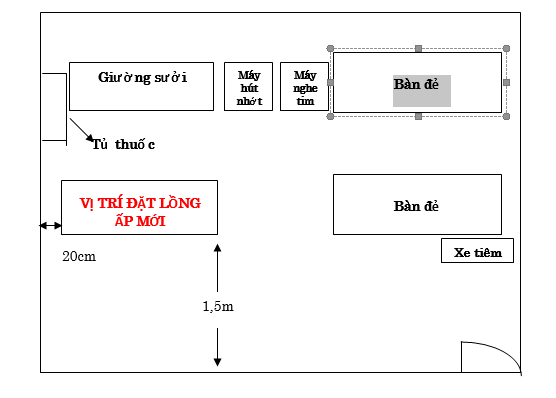 Giường sưởi
Máy
hút
nhớt
Máy
nghe
tim
Bàn đẻ
Tủ thuốc
VỊ TRÍ ĐẶT LỒNG
ẤP MỚI
Bàn đẻ
Xe tiêm
20cm
1,5m